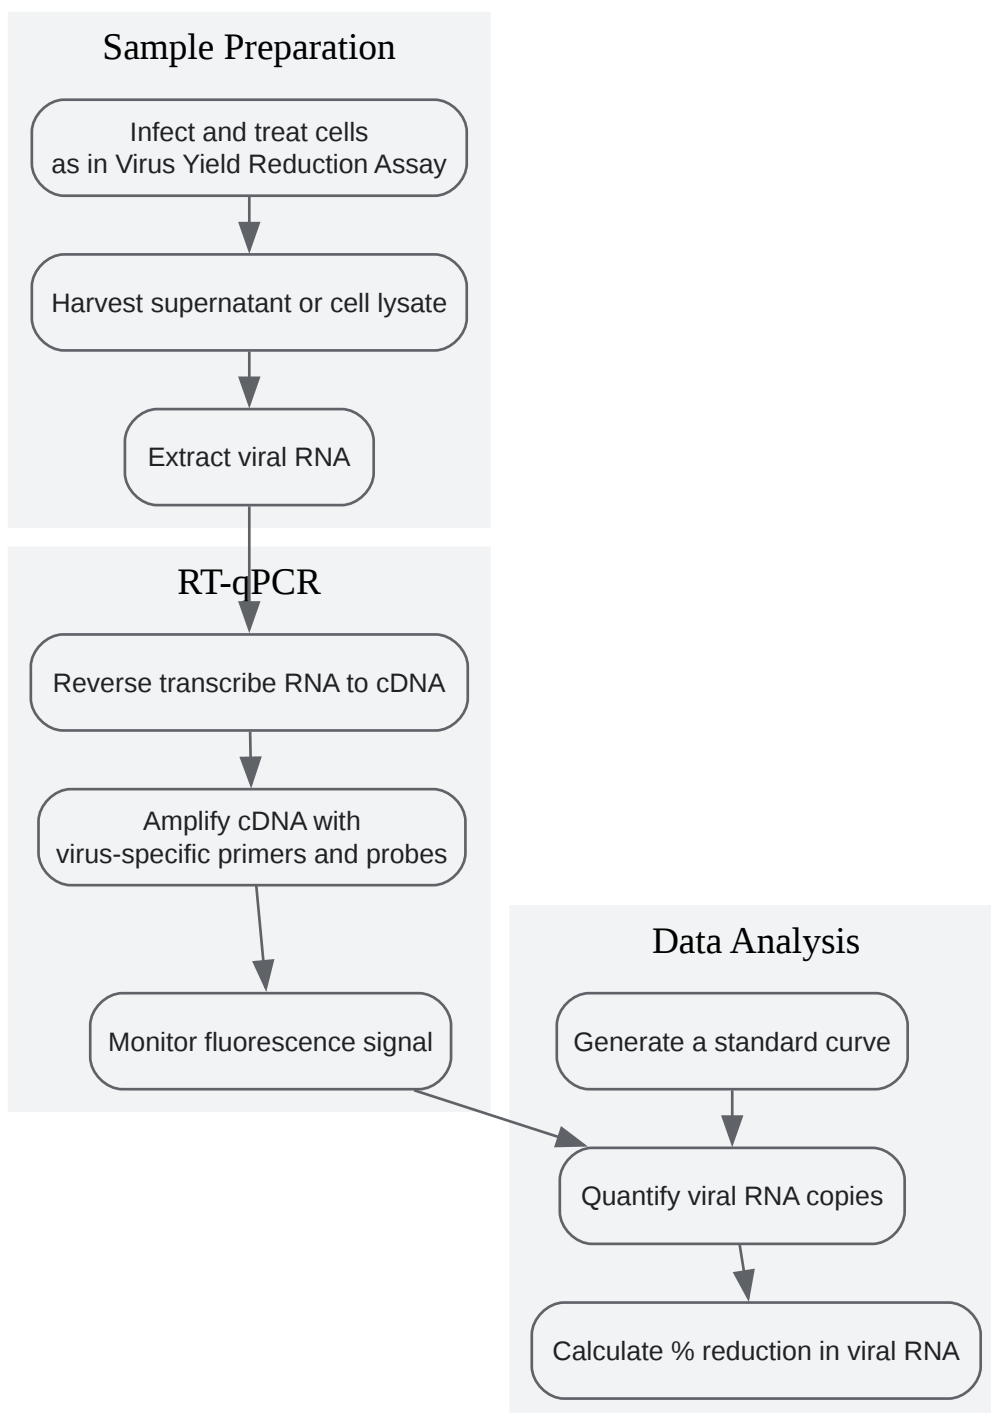 Sample Preparation
Infect and treat cells
as in Virus Yield Reduction Assay
Harvest supernatant or cell lysate
Extract viral RNA
RT-qPCR
Reverse transcribe RNA to cDNA
Amplify cDNA with
virus-specific primers and probes
Monitor fluorescence signal
Data Analysis
Generate a standard curve
Quantify viral RNA copies
Calculate % reduction in viral RNA